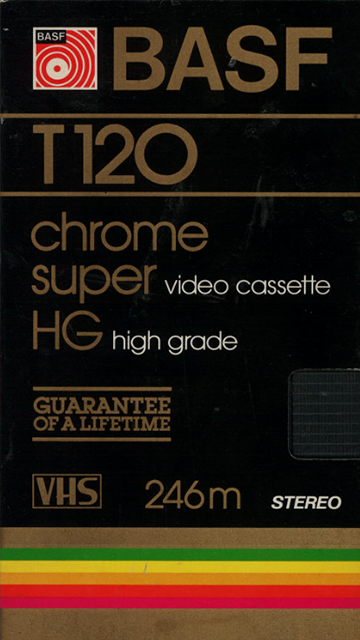 BASF
BASF
T120
chrome
super video cassette
HG high grade
GUARANTEE
OF A LIFETIME
VHS
246m
STEREO